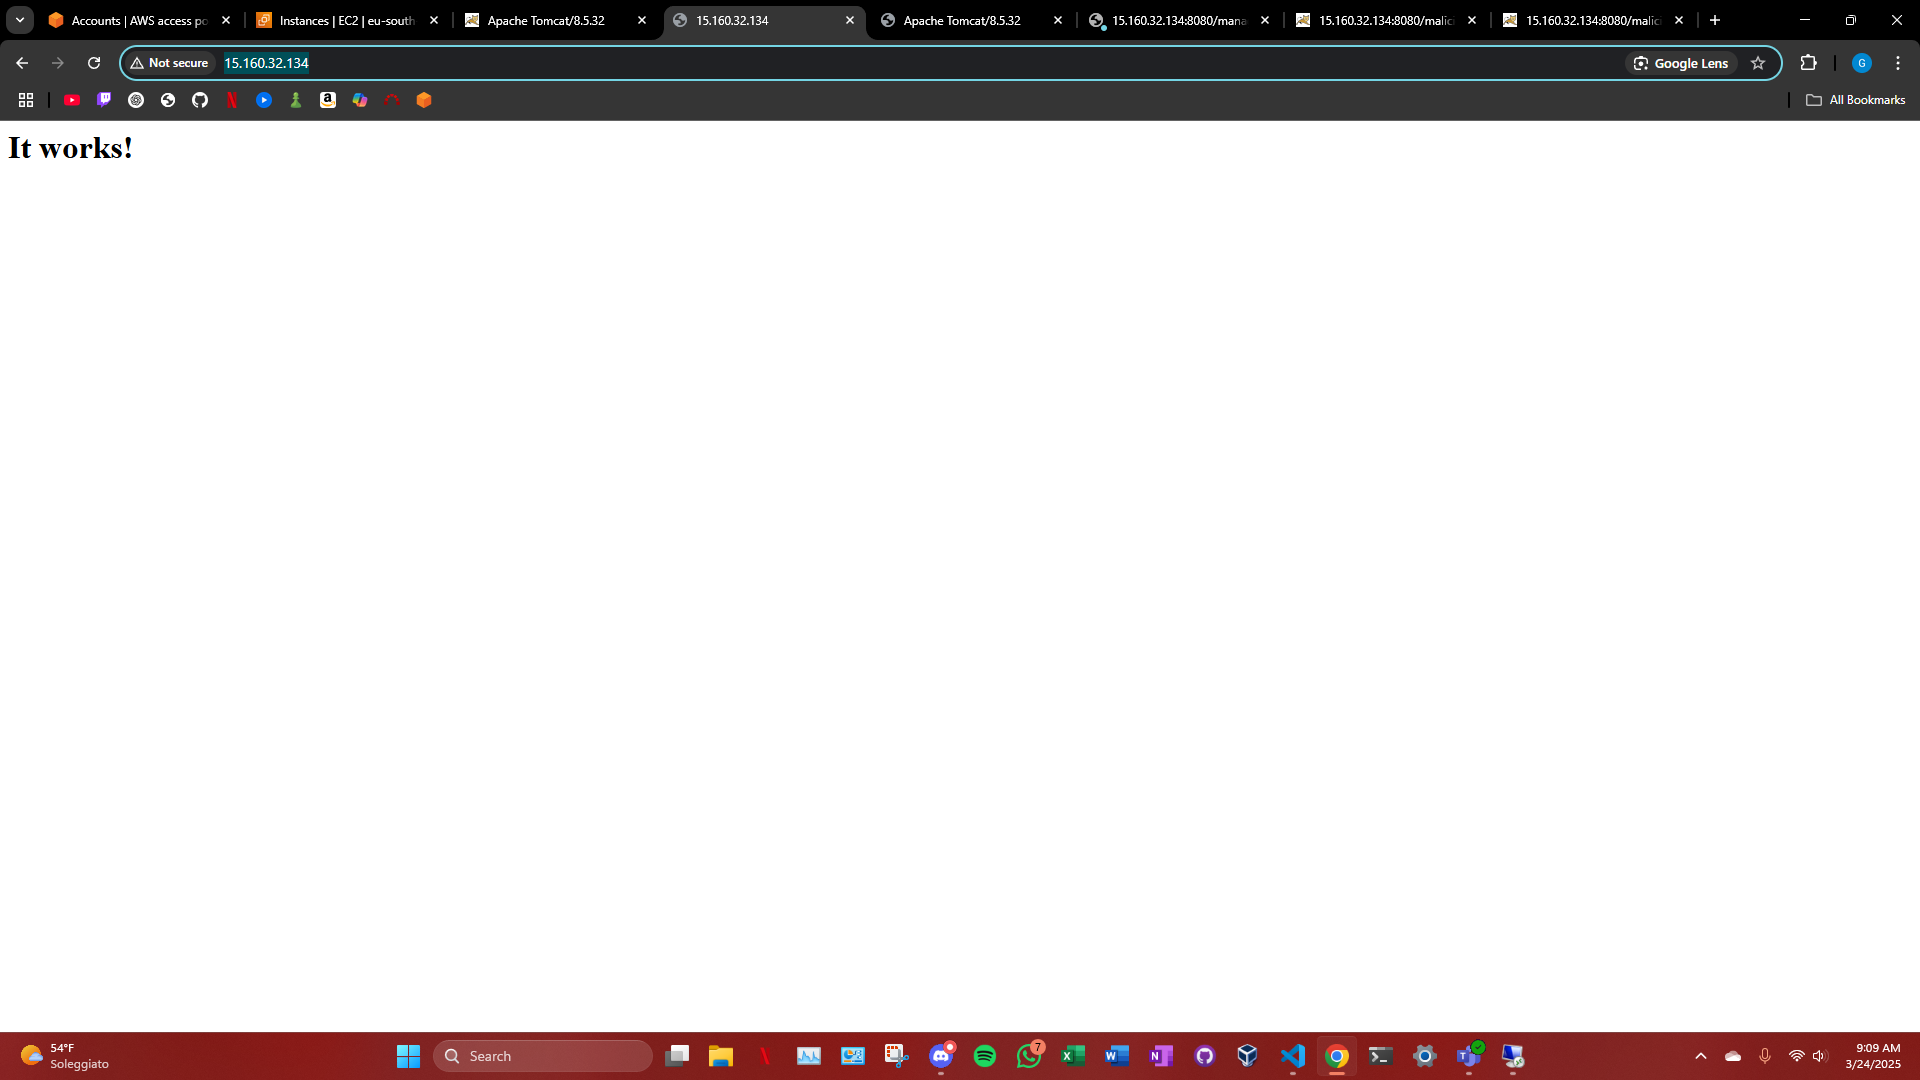 Accounts | AWS access po
Instances | EC2 | eu-south
Apache Tomcat/8.5.32
15.160.32.134
Apache Tomcat/8.5.32
15.160.32.134:8080/mana
15.160.32.134:8080/malici
15.160.32.134:8080/malici
Not secure
15.160.32.134
Google Lens
G
All Bookmarks
It works!
54°F
Soleggiato
Search
7
9:09 AM
3/24/2025